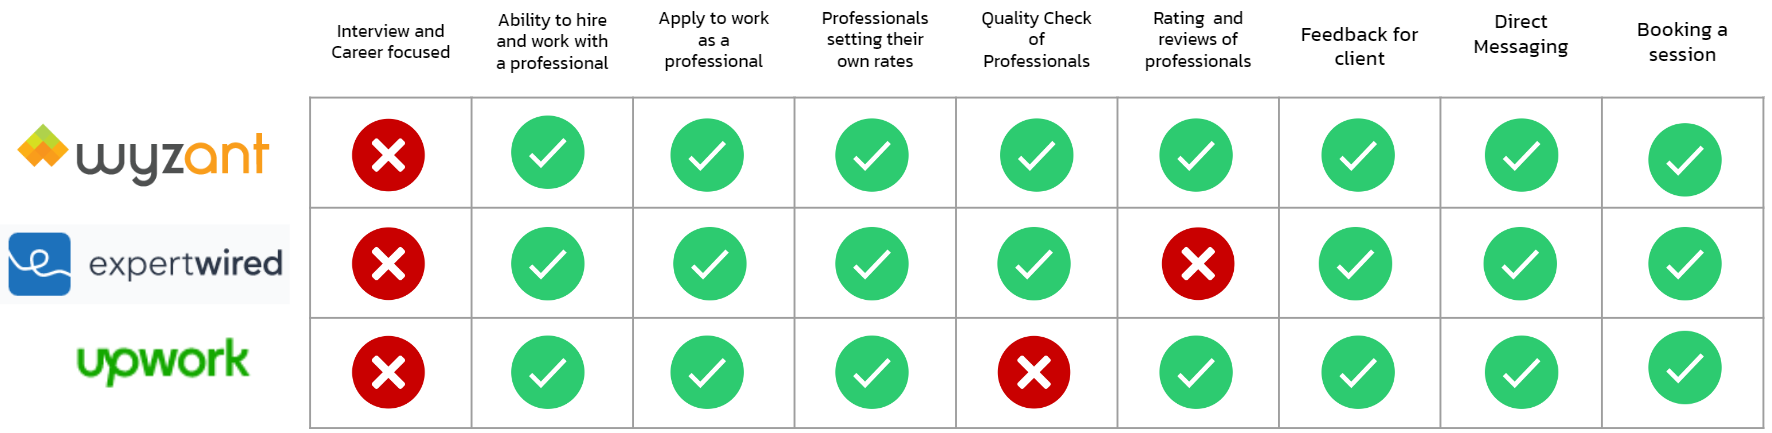 Interview and
Career focused
Ability to hire
and work with
a professional
Apply to work
as a
professional
Professionals
setting their
own rates
Quality Check
of
Professionals
Rating and
reviews of
professionals
Feedback for
client
Direct
Messaging
Booking a
session
wyzant
expertwired
upwork